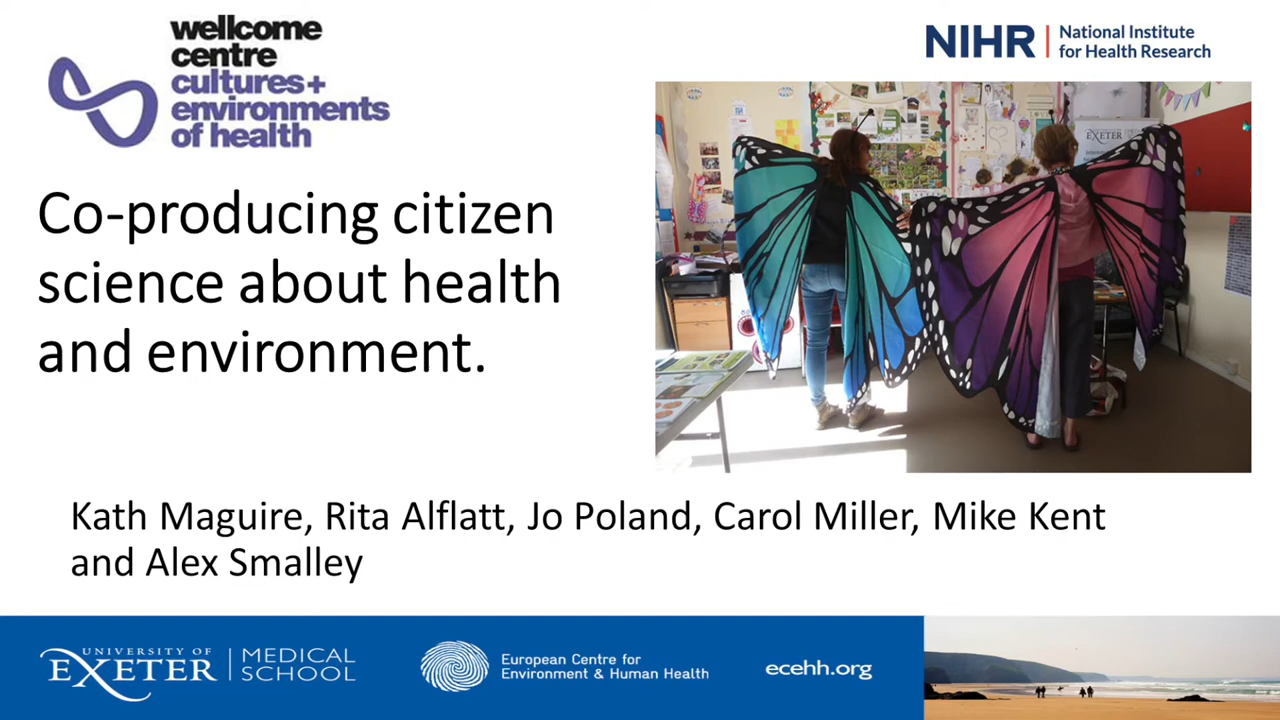 wellcome
centre
cultures+
environments
of health
NIHR | National Institute
for Health Research
EXETER
Co-producing citizen
science about health
and environment.
Kath Maguire, Rita Alflatt, Jo Poland, Carol Miller, Mike Kent
and Alex Smalley
UNIVERSITY OF
EXETER
MEDICAL
SCHOOL
European Centre for
Environment & Human Health
ecehh.org